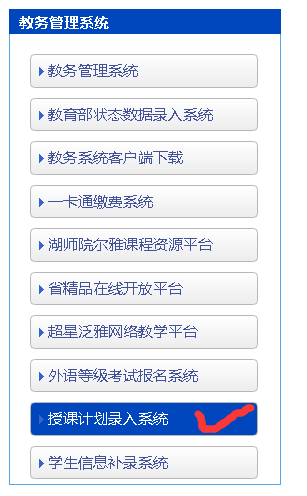 教务管理系统
教务管理系统
教育部状态数据录入系统
教务系统客户端下载
一卡通缴费系统
湖师院尔雅课程资源平台
省精品在线开放平台
超星泛雅网络教学平台
外语等级考试报名系统
授课计划录入系统
学生信息补录系统